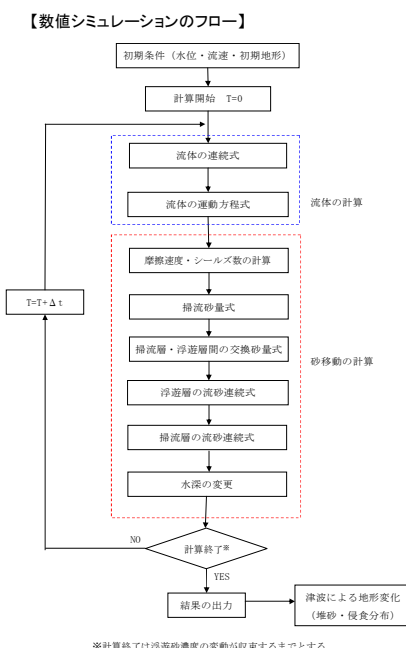 【数値シミュレーションのフロー】
初期条件（水位・流速・初期地形）
計算開始　T=0
流体の連続式
流体の運動方程式
流体の計算
摩擦速度・シールズ数の計算
T=T+Δt
掃流砂量式
掃流層・浮遊層間の交換砂量式
砂移動の計算
浮遊層の流砂連続式
掃流層の流砂連続式
水深の変更
NO
計算終了※
YES
結果の出力
津波による地形変化
（堆砂・侵食分布）
※計算終了は浮遊砂濃度の変動が収束するまでとする